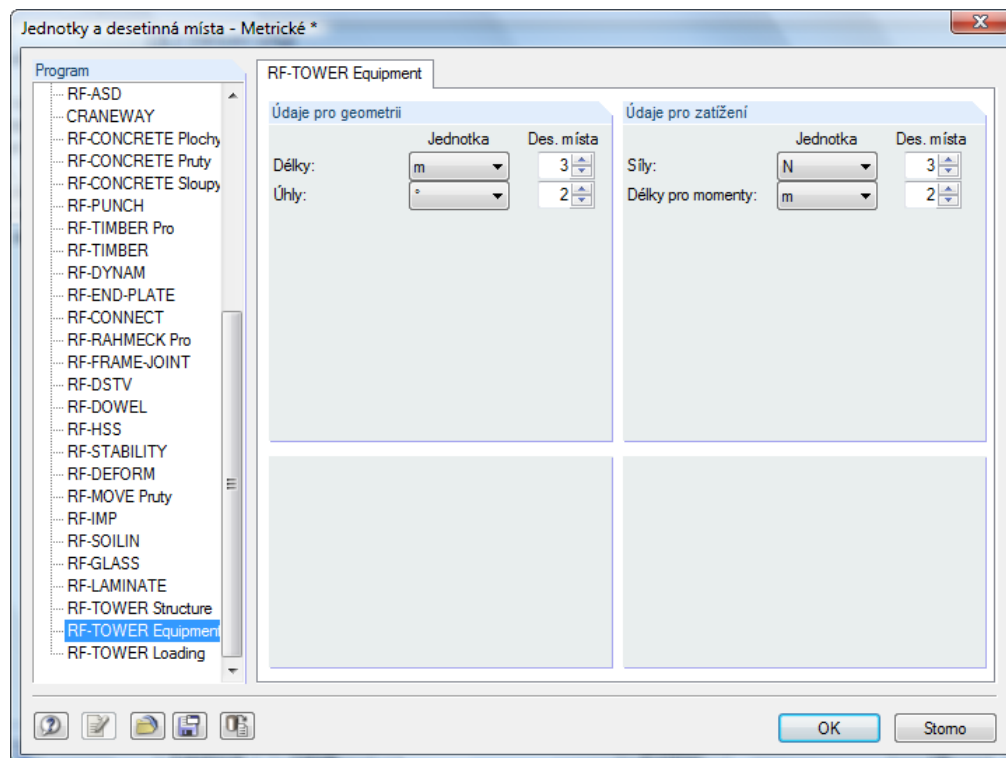 Jednotky a desetinná místa - Metrické *
Program
RF-ASD
CRANEWAY
RF-CONCRETE Plochy
RF-CONCRETE Pruty
RF-CONCRETE Sloupy
RF-PUNCH
RF-TIMBER Pro
RF-TIMBER
RF-DYNAM
RF-END-PLATE
RF-CONNECT
RF-RAHMECK Pro
RF-FRAME-JOINT
RF-DSTV
RF-DOWEL
RF-HSS
RF-STABILITY
RF-DEFORM
RF-MOVE Pruty
RF-IMP
RF-SOILIN
RF-GLASS
RF-LAMINATE
RF-TOWER Structure
RF-TOWER Equipment
RF-TOWER Loading
RF-TOWER Equipment
Údaje pro geometrii
Jednotka Des. místa
Délky: m 3
Úhly: ° 2
Údaje pro zatížení
Jednotka Des. místa
Síly: N 3
Délky pro momenty: m 2
OK Storno